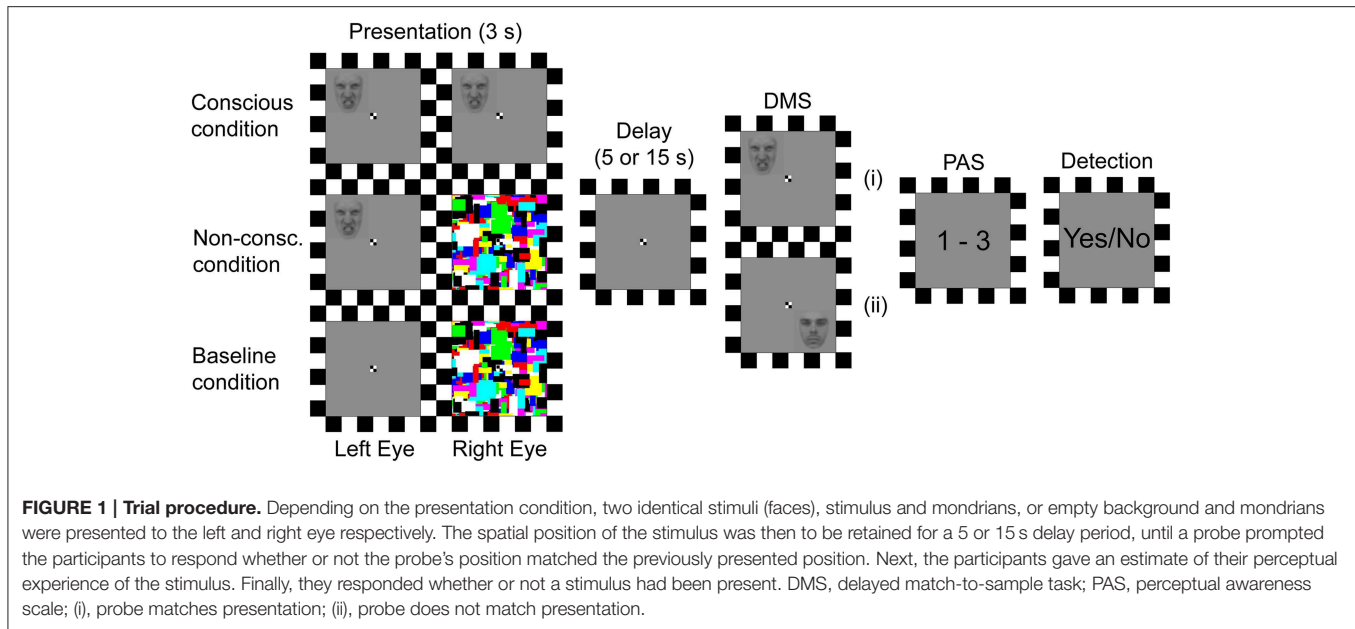 Presentation (3 s)
Conscious
condition
Non-consc.
condition
Baseline
condition
Left Eye
Right Eye
Delay
(5 or 15 s)
DMS
(i)
(ii)
PAS
1 - 3
Detection
Yes/No
FIGURE 1 | Trial procedure. Depending on the presentation condition, two identical stimuli (faces), stimulus and mondrians, or empty background and mondrians
were presented to the left and right eye respectively. The spatial position of the stimulus was then to be retained for a 5 or 15 s delay period, until a probe prompted
the participants to respond whether or not the probe's position matched the previously presented position. Next, the participants gave an estimate of their perceptual
experience of the stimulus. Finally, they responded whether or not a stimulus had been present. DMS, delayed match-to-sample task; PAS, perceptual awareness
scale; (i), probe matches presentation; (ii), probe does not match presentation.